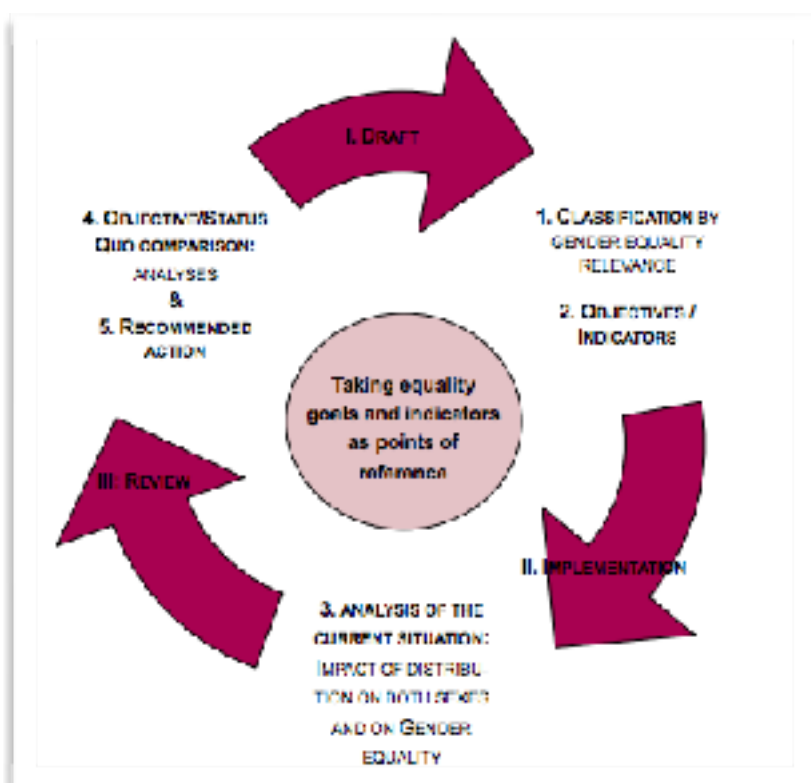 I. DRAFT
1. CLASSIFICATION BY
GENDER EQUALITY
RELEVANCE
2. OBJECTIVES /
INDICATORS
II. IMPLEMENTATION
3. ANALYSIS OF THE
CURRENT SITUATION:
IMPACT OF DISTRIBU-
TION ON BOTH SEXES
AND ON GENDER
EQUALITY
III. REVIEW
4. OBJECTIVE/STATUS
QUO COMPARISON:
ANALYSES
&
5. RECOMMENDED
ACTION
Taking equality
goals and indicators
as points of
reference